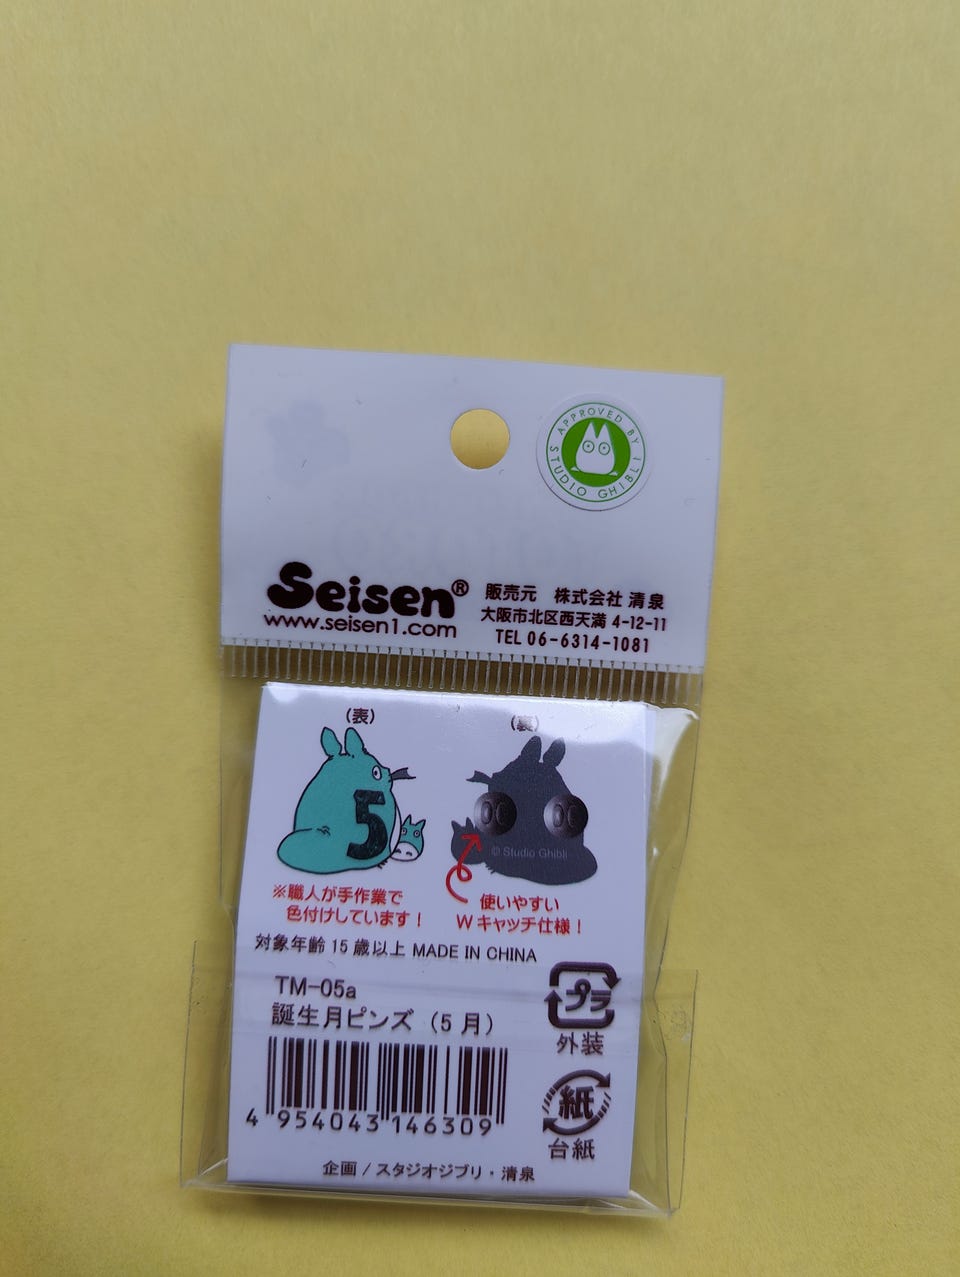 APPROVED BY
STUDIO GHIBLI
Seisen®
www.seisen1.com
販売元 株式会社 清泉
大阪市北区西天満 4-12-11
TEL 06-6314-1081
(表)
(裏)
5
© Studio Ghibli
※職人が手作業で
色付けしています！
使いやすい
Wキャッチ仕様！
対象年齢 15 歳以上 MADE IN CHINA
TM-05a
誕生月ピンズ (5 月)
プラ
外装
4 954043 146309
紙
台紙
企画 / スタジオジブリ・清泉